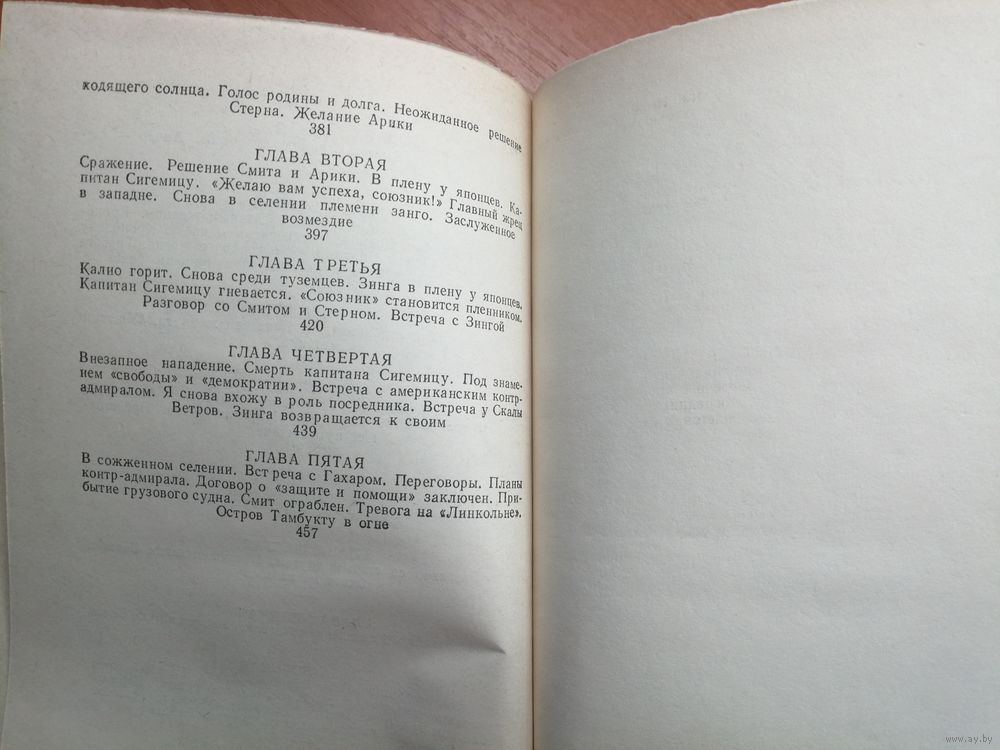 ходящего солнца. Голос родины и долга. Неожиданное решение
Стерна. Желание Арики
381
ГЛАВА ВТОРАЯ
Сражение. Решение Смита и Арики. В плену у японцев. Ка-
питан Сигемицу. «Желаю вам успеха, союзник!» Главный жрец
в западне. Снова в селении племени занго. Заслуженное
возмездие
397
ГЛАВА ТРЕТЬЯ
Калио горит. Снова среди туземцев. Зинга в плену у японцев.
Капитан Сигемицу гневается. «Союзник» становится пленником.
Разговор со Смитом и Стерном. Встреча с Зингой
420
ГЛАВА ЧЕТВЕРТАЯ
Внезапное нападение. Смерть капитана Сигемицу. Под знаме-
нием «свободы» и «демократии». Встреча с американским контр-
адмиралом. Я снова вхожу в роль посредника. Встреча у Скалы
Ветров. Зинга возвращается к своим
439
ГЛАВА ПЯТАЯ
В сожженном селении. Встреча с Гахаром. Переговоры. Планы
контр-адмирала. Договор о «защите и помощи» заключен. При-
бытие грузового судна. Смит ограблен. Тревога на «Линкольне».
Остров Тамбукту в огне
457
www.ay.by